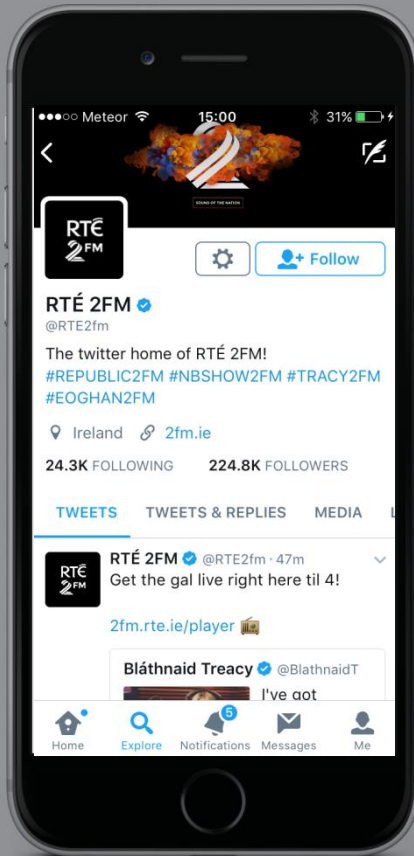 Meteor 15:00 31%
2
SOUND OF THE NATION
RTÉ
2FM
Follow
RTÉ 2FM
@RTE2fm
The twitter home of RTÉ 2FM!
#REPUBLIC2FM #NBSHOW2FM #TRACY2FM
#EOGHAN2FM
Ireland 2fm.ie
24.3K FOLLOWING 224.8K FOLLOWERS
TWEETS TWEETS & REPLIES MEDIA
RTÉ
2FM
RTÉ 2FM @RTE2fm · 47m
Get the gal live right here til 4!
2fm.rte.ie/player
Bláthnaid Treacy @BlathnaidT
I've got
5
Home Explore Notifications Messages Me